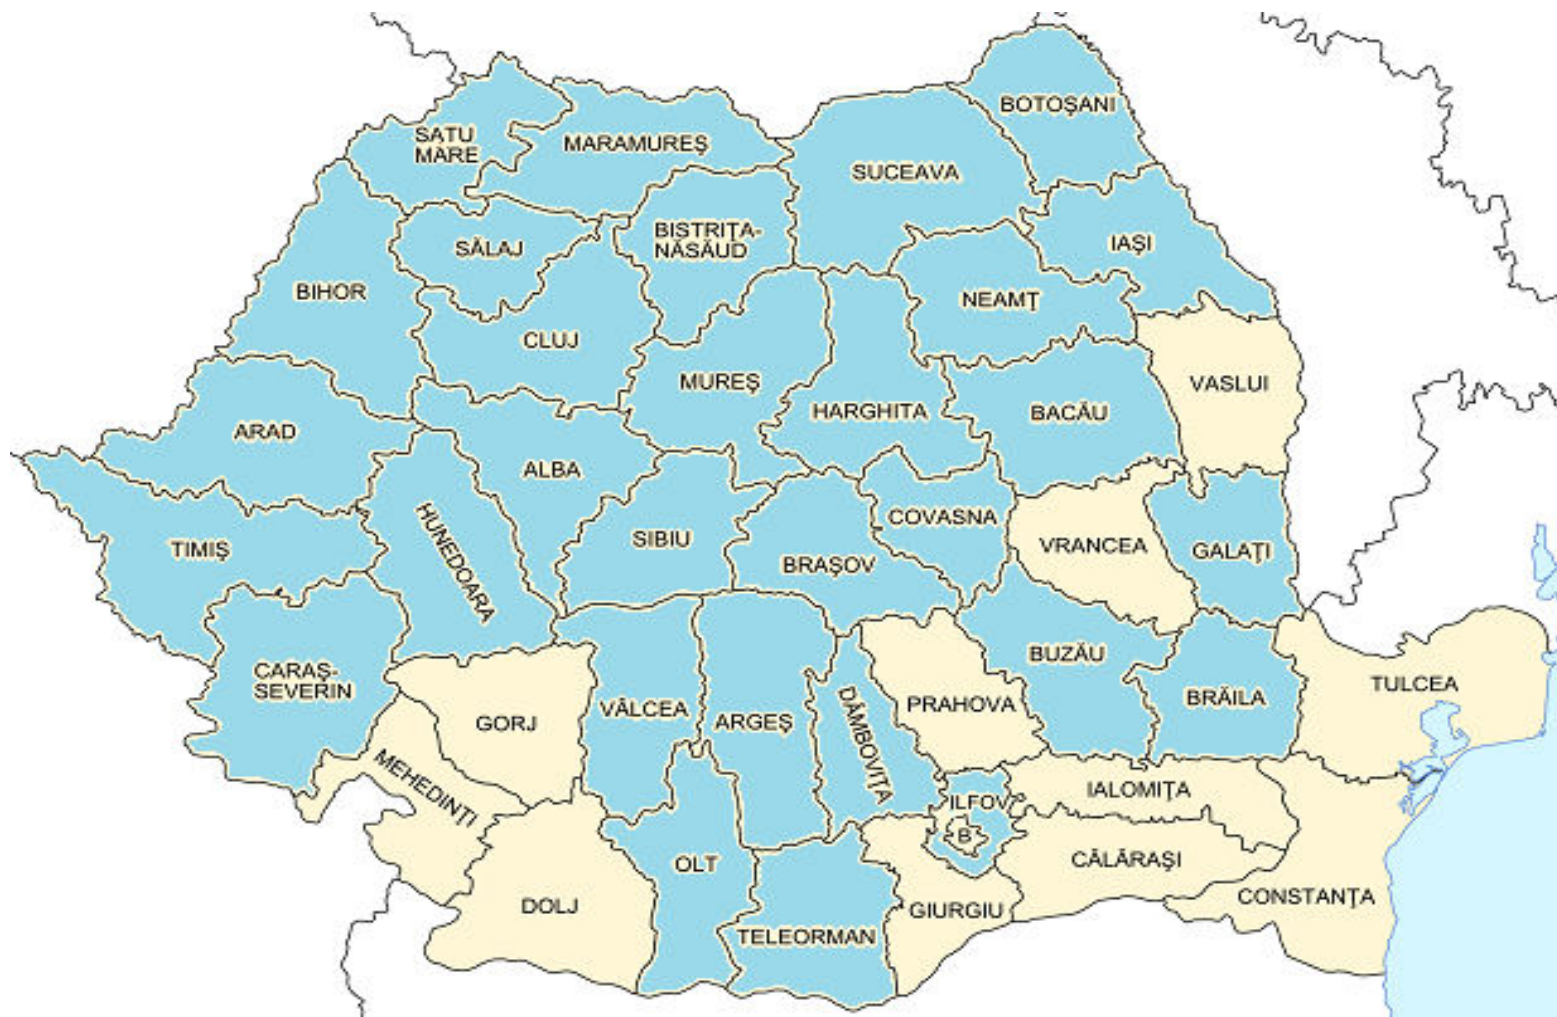 BOTOŞANI
SATU
MARE
MARAMUREŞ
SUCEAVA
BISTRIŢA-
NĂSĂUD
IAŞI
SĂLAJ
BIHOR
NEAMŢ
CLUJ
MUREŞ
VASLUI
HARGHITA
BACĂU
ARAD
ALBA
COVASNA
HUNEDOARA
SIBIU
VRANCEA
GALAŢI
TIMIŞ
BRAŞOV
BUZĂU
CARAŞ-
SEVERIN
TULCEA
BRĂILA
PRAHOVA
VÂLCEA
GORJ
ARGEŞ
DÂMBOVIŢA
MEHEDINŢI
IALOMIŢA
ILFOV
B
CĂLĂRAŞI
OLT
CONSTANŢA
DOLJ
GIURGIU
TELEORMAN